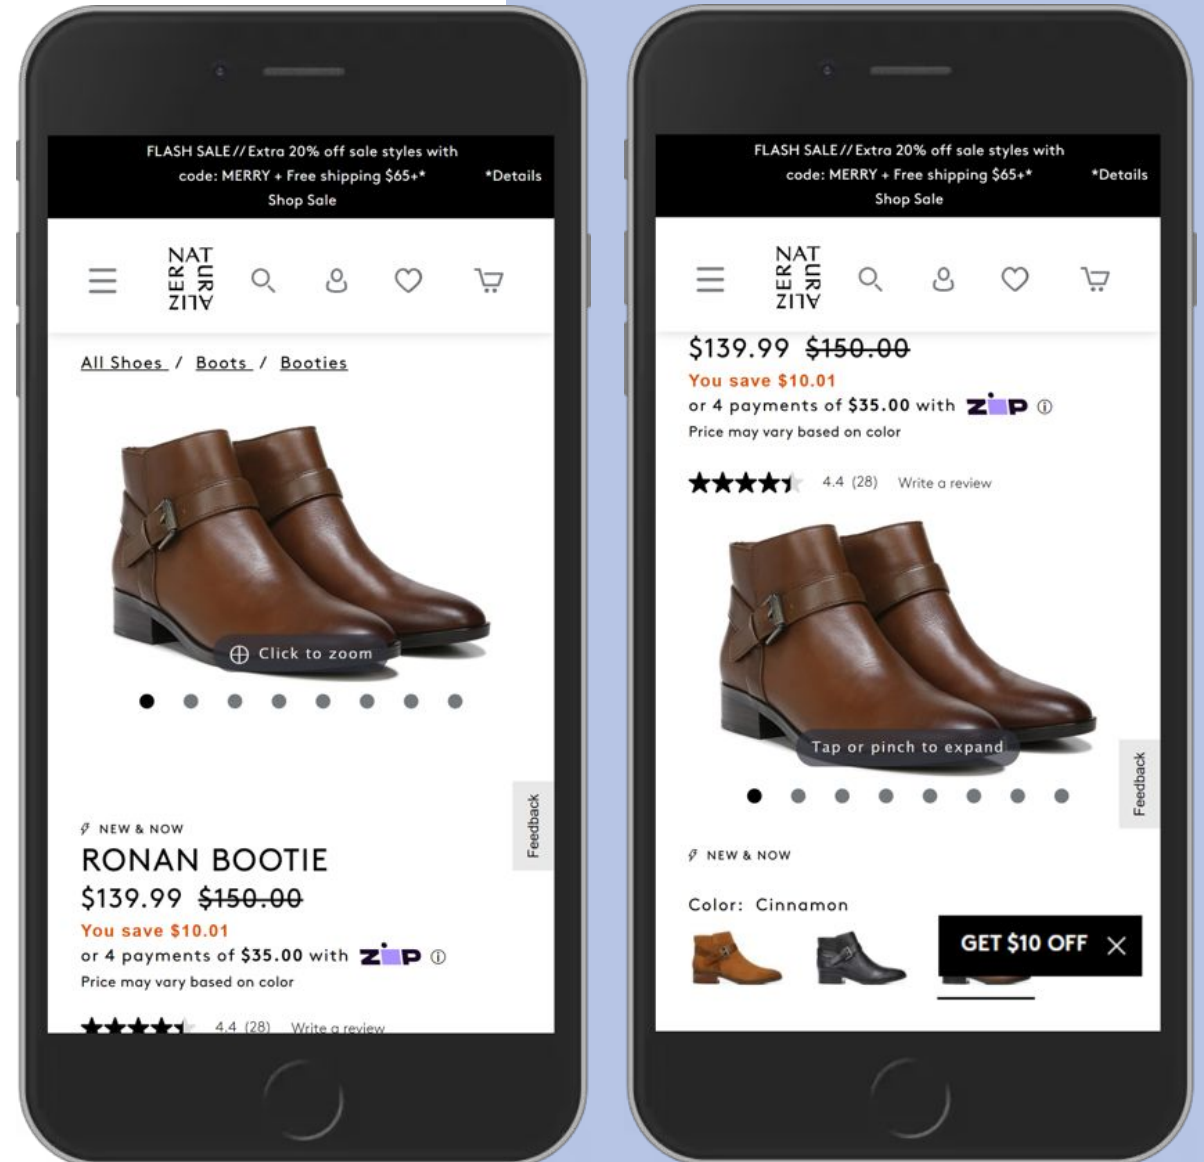 FLASH SALE // Extra 20% off sale styles with
code: MERRY + Free shipping $65+*
*Details
Shop Sale
NAT
UR
ALIZ
ER
All Shoes / Boots / Booties
Click to zoom
Feedback
NEW & NOW
RONAN BOOTIE
$139.99 $150.00
You save $10.01
or 4 payments of $35.00 with ZIP
Price may vary based on color
4.4 (28) Write a review
FLASH SALE // Extra 20% off sale styles with
code: MERRY + Free shipping $65+*
*Details
Shop Sale
NAT
UR
ALIZ
ER
$139.99 $150.00
You save $10.01
or 4 payments of $35.00 with ZIP
Price may vary based on color
4.4 (28) Write a review
Tap or pinch to expand
Feedback
NEW & NOW
Color: Cinnamon
GET $10 OFF